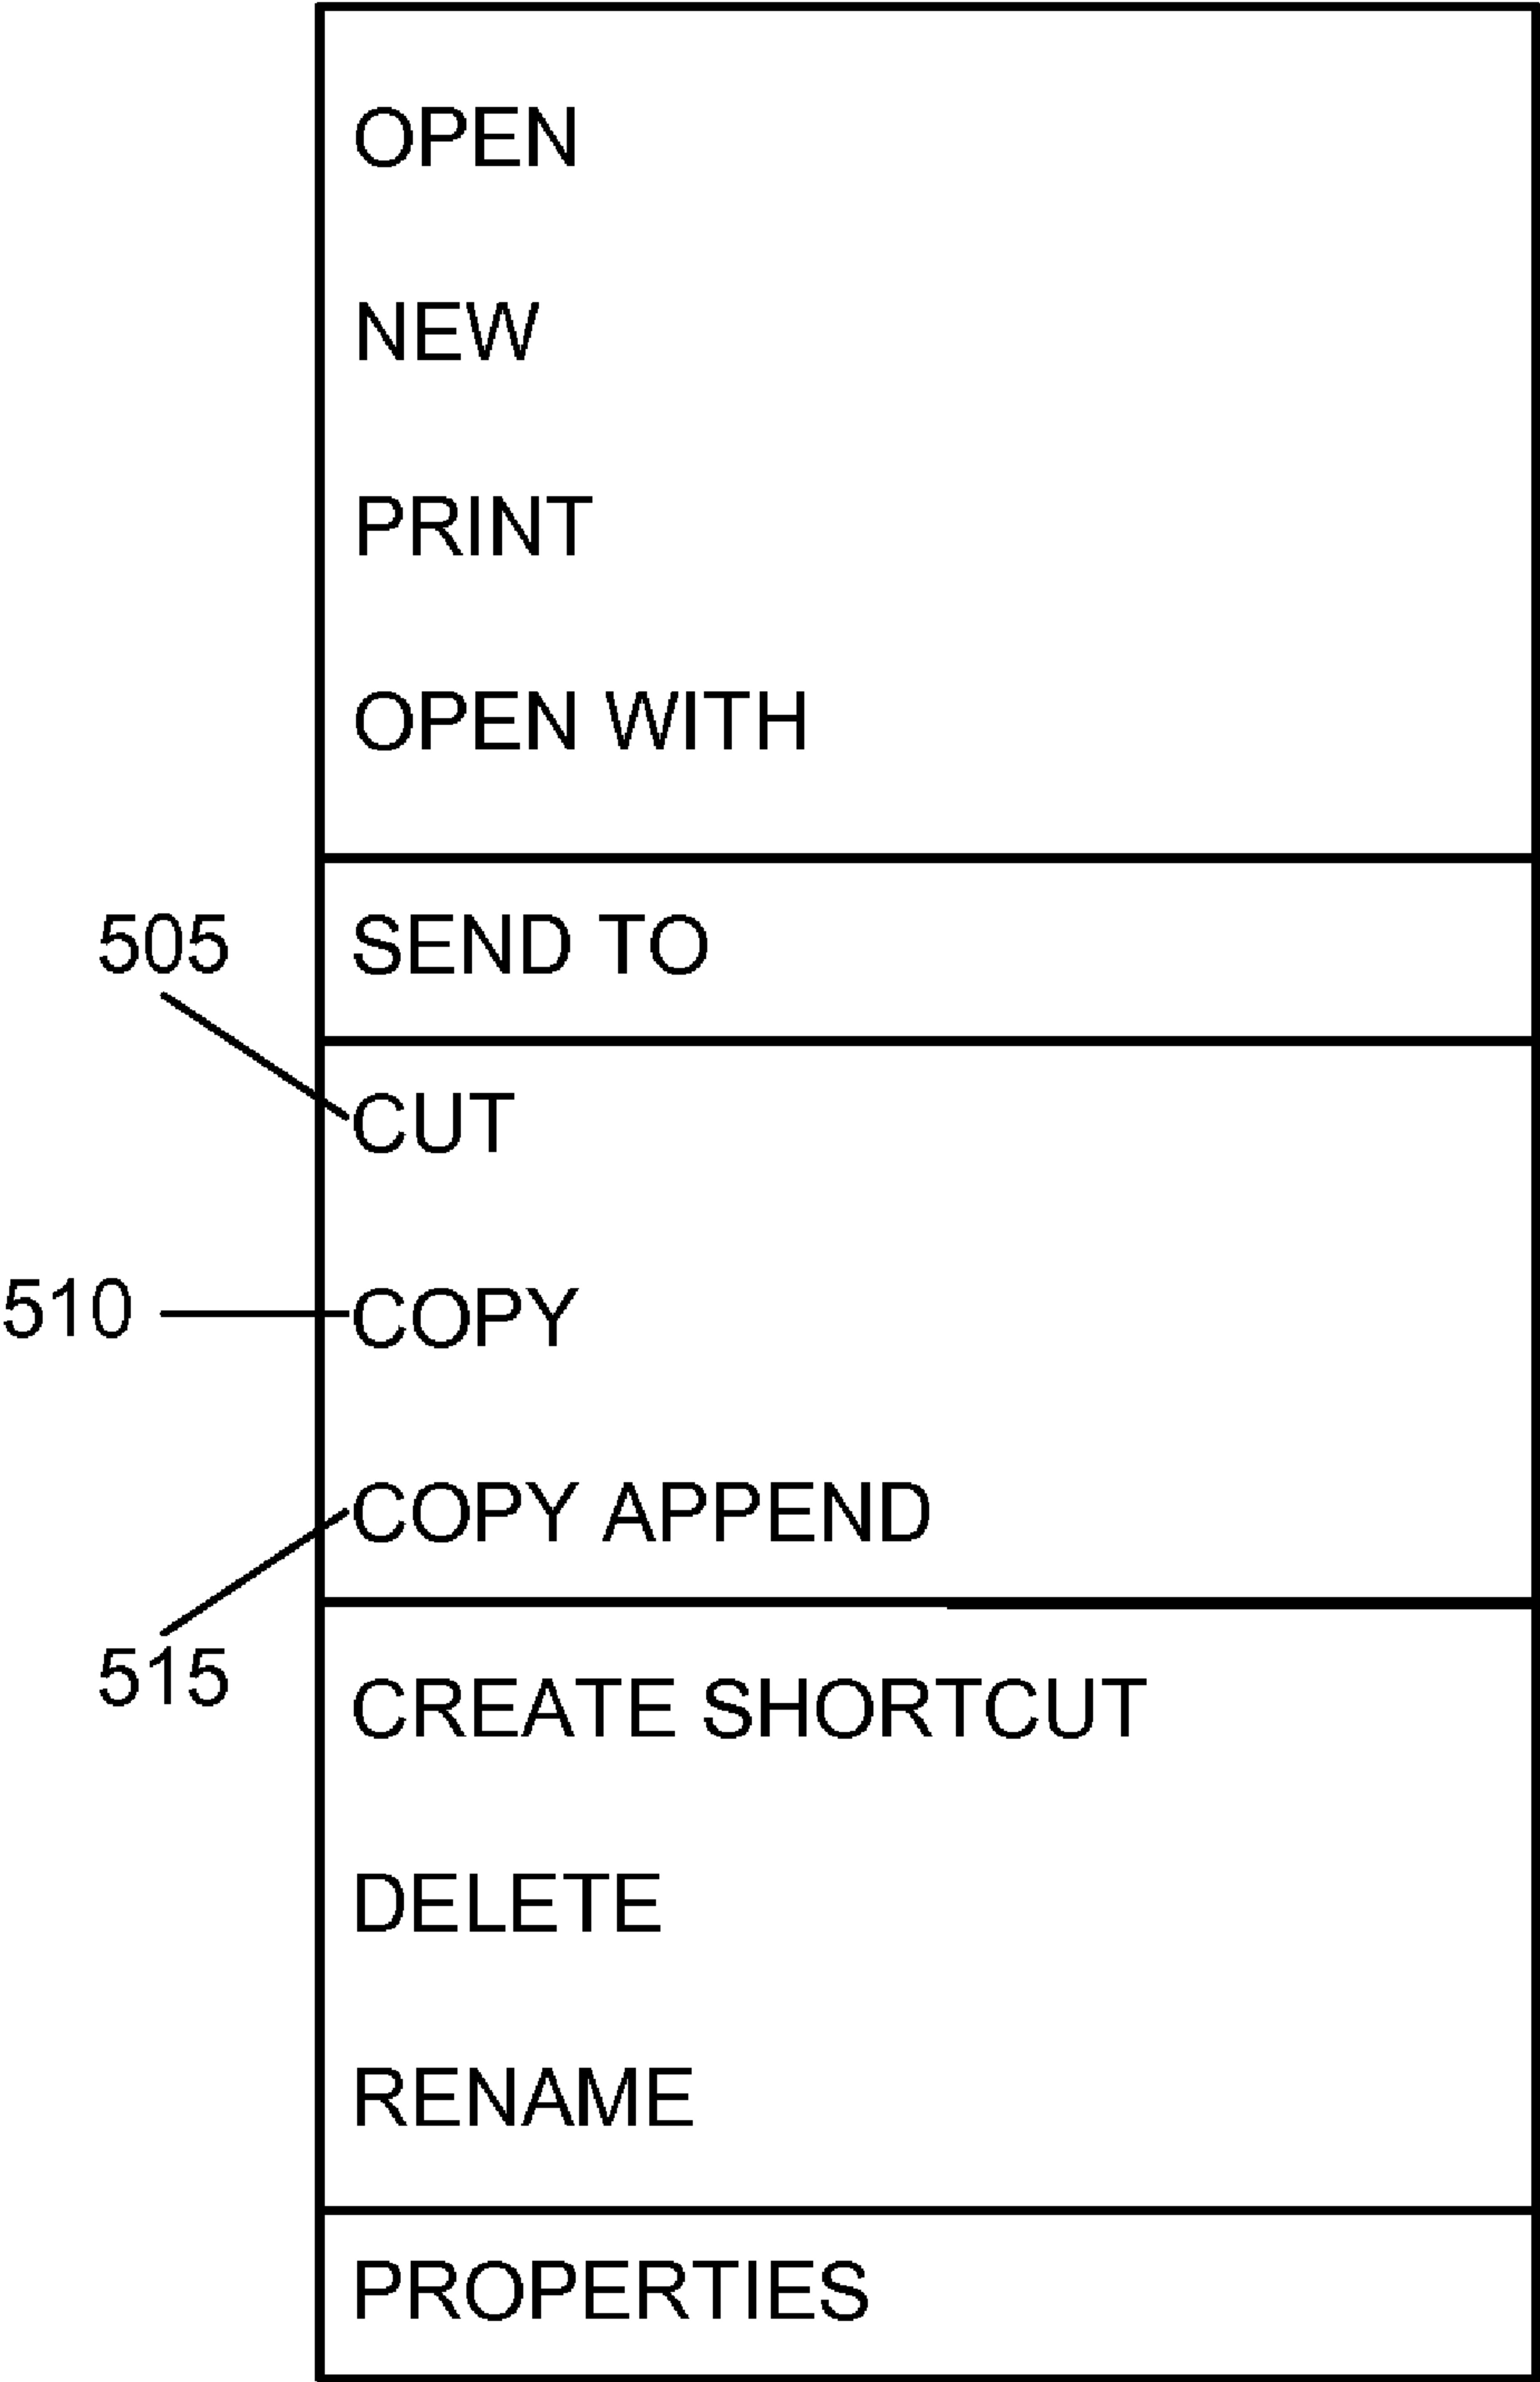 OPEN
NEW
PRINT
OPEN WITH
505
SEND TO
CUT
510
COPY
COPY APPEND
515
CREATE SHORTCUT
DELETE
RENAME
PROPERTIES